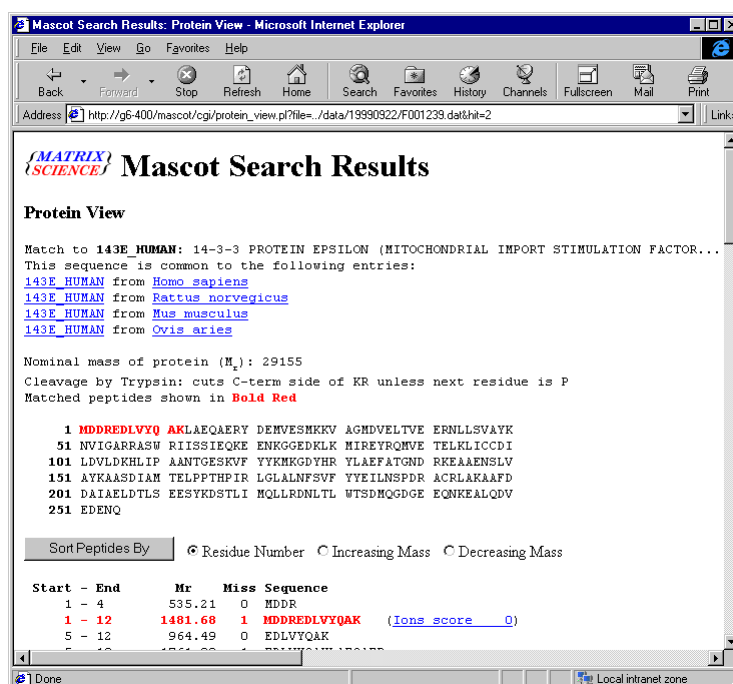 Mascot Search Results: Protein View - Microsoft Internet Explorer
File Edit View Go Favorites Help
Back Forward Stop Refresh Home Search Favorites History Channels Fullscreen Mail Print
Address http://g6-400/mascot/cgi/protein_view.pl?file=../data/19990922/F001239.dat&hit=2 Link
{MATRIX
SCIENCE} Mascot Search Results
Protein View
Match to 143E_HUMAN: 14-3-3 PROTEIN EPSILON (MITOCHONDRIAL IMPORT STIMULATION FACTOR...
This sequence is common to the following entries:
143E_HUMAN from Homo sapiens
143E_HUMAN from Rattus norvegicus
143E_HUMAN from Mus musculus
143E_HUMAN from Ovis aries
Nominal mass of protein (Mr): 29155
Cleavage by Trypsin: cuts C-term side of KR unless next residue is P
Matched peptides shown in Bold Red
1 MDDREDLVYQ AKLAEQAERY DEMVESMKKV AGMDVELTVE ERNLLSVAYK
51 NVIGARRASW RIISSIEQKE ENKGGEDKLK MIREYRQMVE TELKLICCDI
101 LDVLDKHLIP AANTGESKVF YYKMKGDYHR YLAEFATGND RKEAAENSLV
151 AYKAASDIAM TELPPTHPIR LGLALNFSVF YYEILNSPDR ACRLAKAAFD
201 DAIAELDTLS EESYKDSTLI MQLLRDNLTL WTSDMQGDGE EQNKEALQDV
251 EDENQ
Sort Peptides By Residue Number Increasing Mass Decreasing Mass
Start - End Mr Miss Sequence
1 - 4 535.21 0 MDDR
1 - 12 1481.68 1 MDDREDLVYQAK (Ions score 0)
5 - 12 964.49 0 EDLVYQAK
Done Local intranet zone